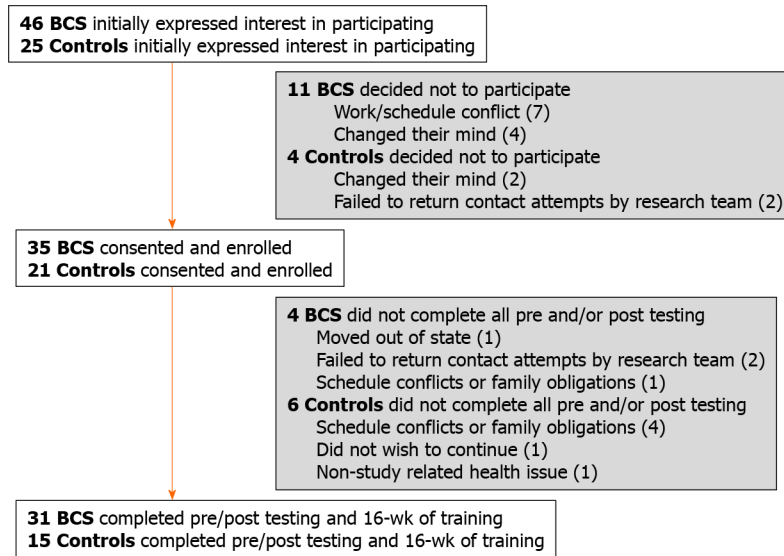 46 BCS initially expressed interest in participating
25 Controls initially expressed interest in participating
11 BCS decided not to participate
Work/schedule conflict (7)
Changed their mind (4)
4 Controls decided not to participate
Changed their mind (2)
Failed to return contact attempts by research team (2)
35 BCS consented and enrolled
21 Controls consented and enrolled
4 BCS did not complete all pre and/or post testing
Moved out of state (1)
Failed to return contact attempts by research team (2)
Schedule conflicts or family obligations (1)
6 Controls did not complete all pre and/or post testing
Schedule conflicts or family obligations (4)
Did not wish to continue (1)
Non-study related health issue (1)
31 BCS completed pre/post testing and 16-wk of training
15 Controls completed pre/post testing and 16-wk of training